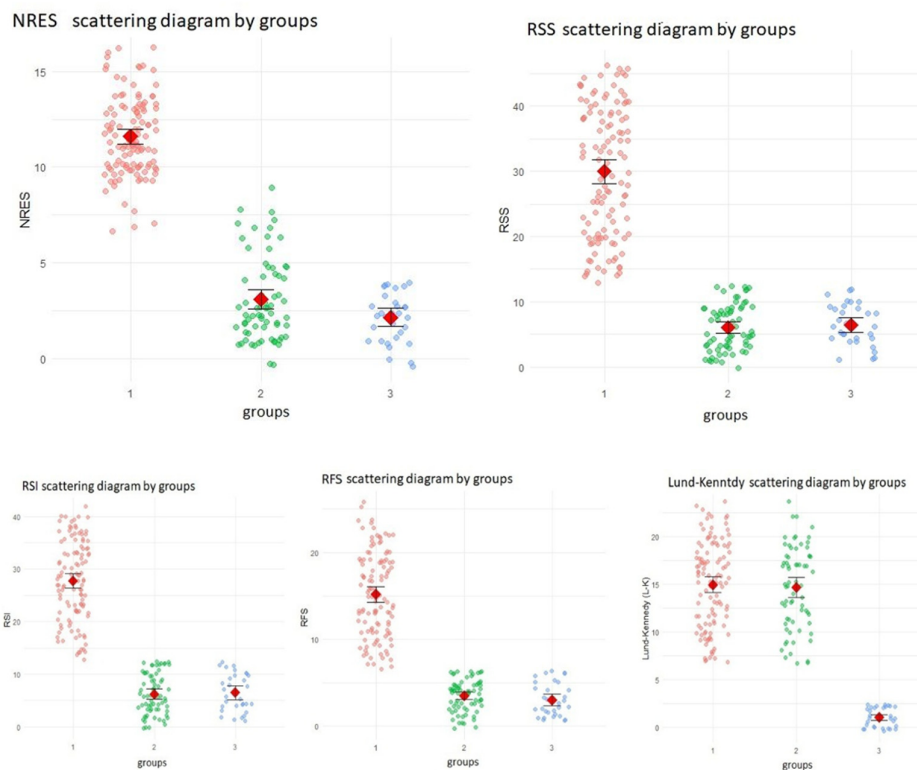 NRES scattering diagram by groups
15
10
5
0
NRES
1 2 3
groups
RSS scattering diagram by groups
40
30
20
10
0
RSS
1 2 3
groups
RSI scattering diagram by groups
40
30
20
10
0
RSI
1 2 3
groups
RFS scattering diagram by groups
20
10
0
RFS
1 2 3
groups
Lund-Kenntdy scattering diagram by groups
20
15
10
5
0
Lund-Kennedy (L-K)
1 2 3
groups